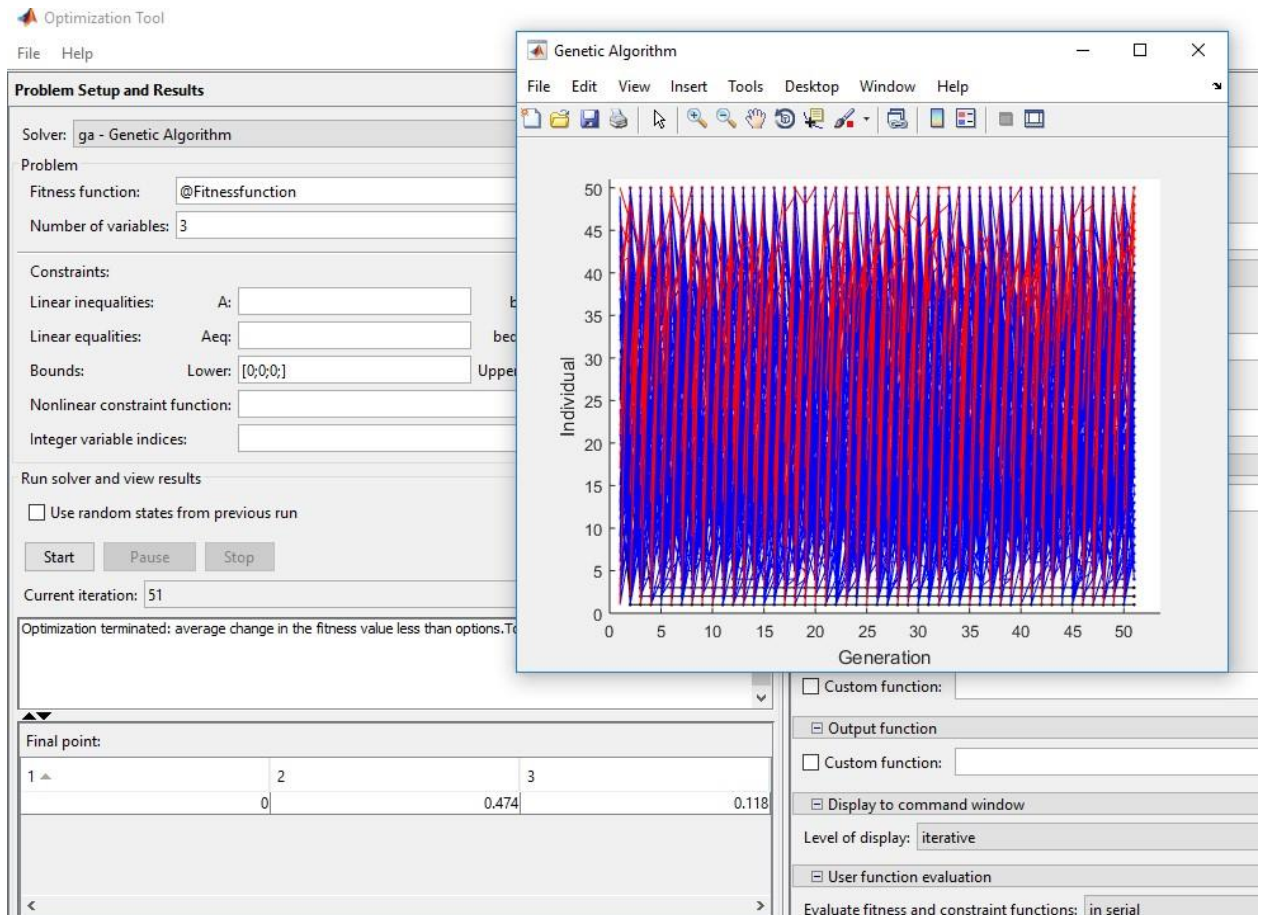 Optimization Tool
File Help
Problem Setup and Results
Solver: ga - Genetic Algorithm
Problem
Fitness function: @Fitnessfunction
Number of variables: 3
Constraints:
Linear inequalities: A:
Linear equalities: Aeq:
Bounds: Lower: [0;0;0;] Upper
Nonlinear constraint function:
Integer variable indices:
Run solver and view results
Use random states from previous run
Start Pause Stop
Current iteration: 51
Optimization terminated: average change in the fitness value less than options.To
Final point:
1 2 3
0 0.474 0.118
Genetic Algorithm
File Edit View Insert Tools Desktop Window Help
50
45
40
35
30
25
20
15
10
5
0
Individual
0 5 10 15 20 25 30 35 40 45 50
Generation
Custom function:
Output function
Custom function:
Display to command window
Level of display: iterative
User function evaluation
Evaluate fitness and constraint functions: in serial